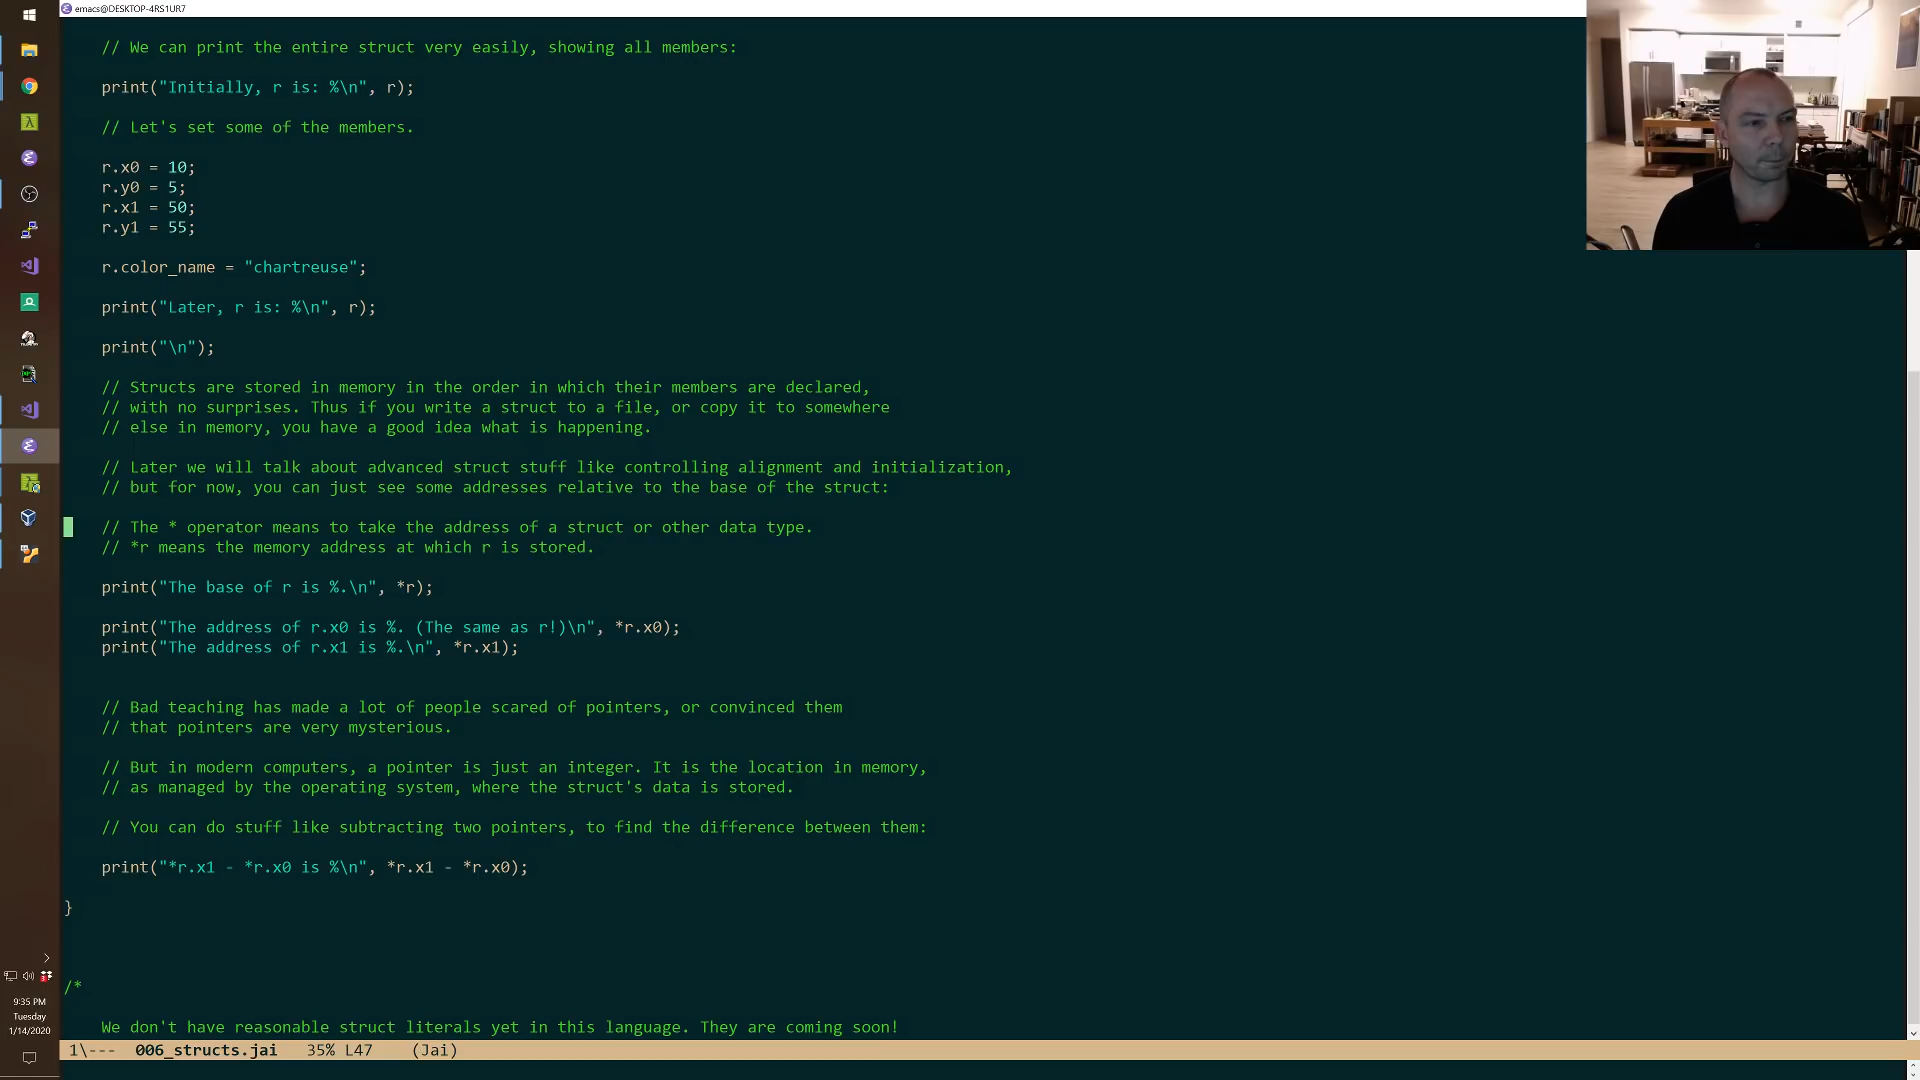 emacs@DESKTOP-4RS1UR7
// We can print the entire struct very easily, showing all members:
print("Initially, r is: %\n", r);
// Let's set some of the members.
r.x0 = 10;
r.y0 = 5;
r.x1 = 50;
r.y1 = 55;
r.color_name = "chartreuse";
print("Later, r is: %\n", r);
print("\n");
// Structs are stored in memory in the order in which their members are declared,
// with no surprises. Thus if you write a struct to a file, or copy it to somewhere
// else in memory, you have a good idea what is happening.
// Later we will talk about advanced struct stuff like controlling alignment and initialization,
// but for now, you can just see some addresses relative to the base of the struct:
// The * operator means to take the address of a struct or other data type.
// *r means the memory address at which r is stored.
print("The base of r is %.\n", *r);
print("The address of r.x0 is %. (The same as r!)\n", *r.x0);
print("The address of r.x1 is %.\n", *r.x1);
// Bad teaching has made a lot of people scared of pointers, or convinced them
// that pointers are very mysterious.
// But in modern computers, a pointer is just an integer. It is the location in memory,
// as managed by the operating system, where the struct's data is stored.
// You can do stuff like subtracting two pointers, to find the difference between them:
print("*r.x1 - *r.x0 is %\n", *r.x1 - *r.x0);
}
/*
We don't have reasonable struct literals yet in this language. They are coming soon!
1\--- 006_structs.jai 35% L47 (Jai)
9:35 PM
Tuesday
1/14/2020